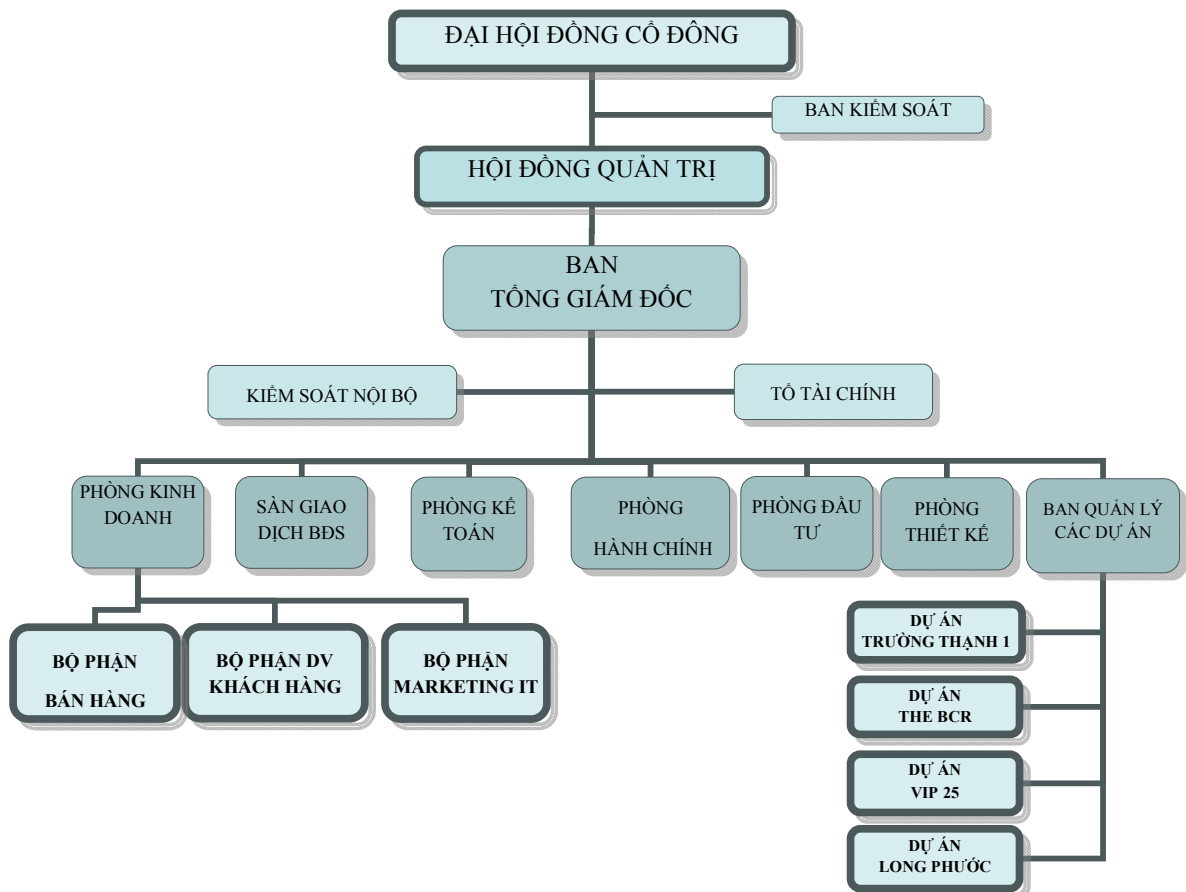 ĐẠI HỘI ĐỒNG CỔ ĐÔNG
BAN KIỂM SOÁT
HỘI ĐỒNG QUẢN TRỊ
BAN
TỔNG GIÁM ĐỐC
KIỂM SOÁT NỘI BỘ
TỔ TÀI CHÍNH
PHÒNG KINH
DOANH
SÀN GIAO
DỊCH BĐS
PHÒNG KẾ
TOÁN
PHÒNG
HÀNH CHÍNH
PHÒNG ĐẦU
TƯ
PHÒNG
THIẾT KẾ
BAN QUẢN LÝ
CÁC DỰ ÁN
BỘ PHẬN
BÁN HÀNG
BỘ PHẬN DV
KHÁCH HÀNG
BỘ PHẬN
MARKETING IT
DỰ ÁN
TRƯỜNG THẠNH 1
DỰ ÁN
THE BCR
DỰ ÁN
VIP 25
DỰ ÁN
LONG PHƯỚC